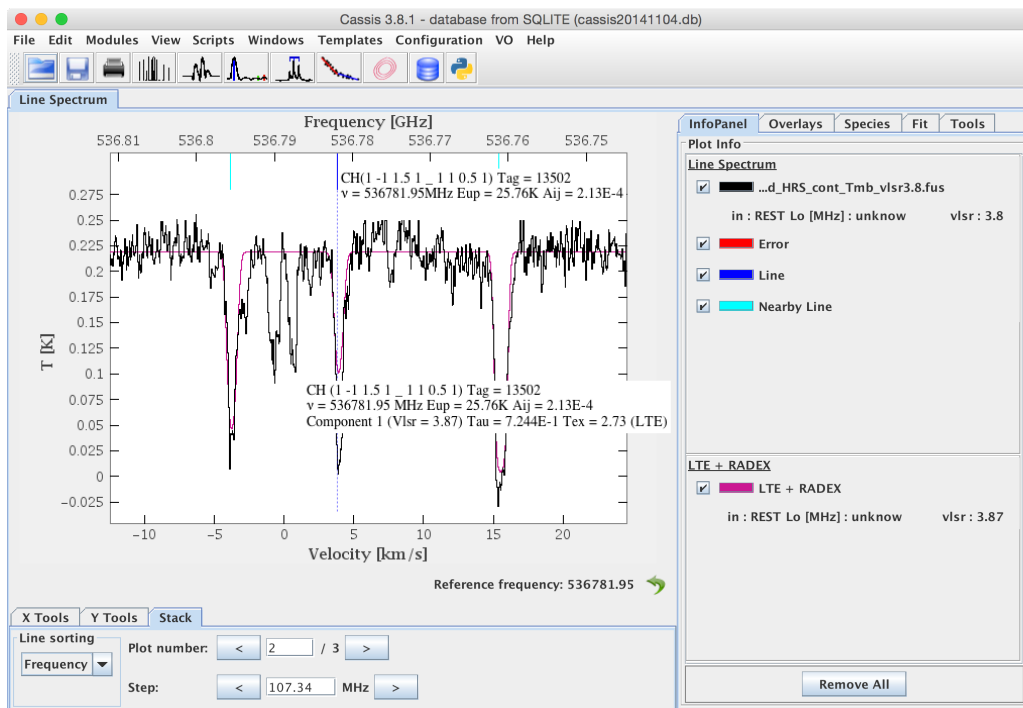 Cassis 3.8.1 - database from SQLITE (cassis20141104.db)
File Edit Modules View Scripts Windows Templates Configuration VO Help
Line Spectrum
Frequency [GHz]
536.81 536.8 536.79 536.78 536.77 536.76 536.75
CH(1 -1 1.5 1 _ 1 1 0.5 1) Tag = 13502
ν = 536781.95MHz Eup = 25.76K Aij = 2.13E-4
0.275
0.25
0.225
0.2
0.175
0.15
0.125
0.1
0.075
0.05
0.025
0
−0.025
T [K]
CH (1 -1 1.5 1 _ 1 1 0.5 1) Tag = 13502
ν = 536781.95 MHz Eup = 25.76K Aij = 2.13E-4
Component 1 (Vlsr = 3.87) Tau = 7.244E-1 Tex = 2.73 (LTE)
−10 −5 0 5 10 15 20
Velocity [km/s]
Reference frequency: 536781.95
X Tools Y Tools Stack
Line sorting
Frequency
Plot number: < 2 / 3 >
Step: < 107.34 MHz >
InfoPanel Overlays Species Fit Tools
Plot Info
Line Spectrum
...d_HRS_cont_Tmb_vlsr3.8.fus
in : REST Lo [MHz] : unknow vlsr : 3.8
Error
Line
Nearby Line
LTE + RADEX
LTE + RADEX
in : REST Lo [MHz] : unknow vlsr : 3.87
Remove All